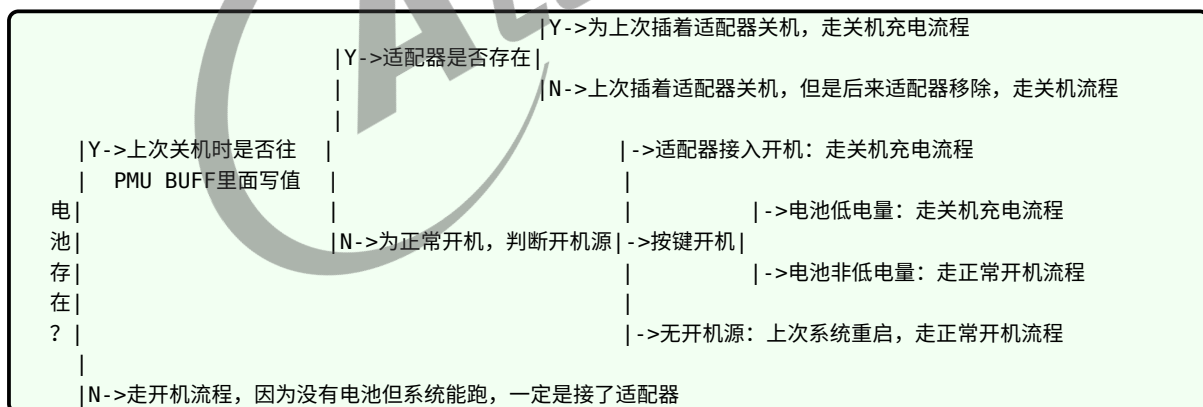 |Y->为上次插着适配器关机，走关机充电流程
|Y->适配器是否存在|
| |N->上次插着适配器关机，但是后来适配器移除，走关机流程
|
|Y->上次关机时是否往 | |->适配器接入开机：走关机充电流程
| PMU BUFF里面写值 | |
电| | | |->电池低电量：走关机充电流程
池| |N->为正常开机，判断开机源|->按键开机|
存| | |->电池非低电量：走正常开机流程
在| |
？| |->无开机源：上次系统重启，走正常开机流程
|
|N->走开机流程，因为没有电池但系统能跑，一定是接了适配器